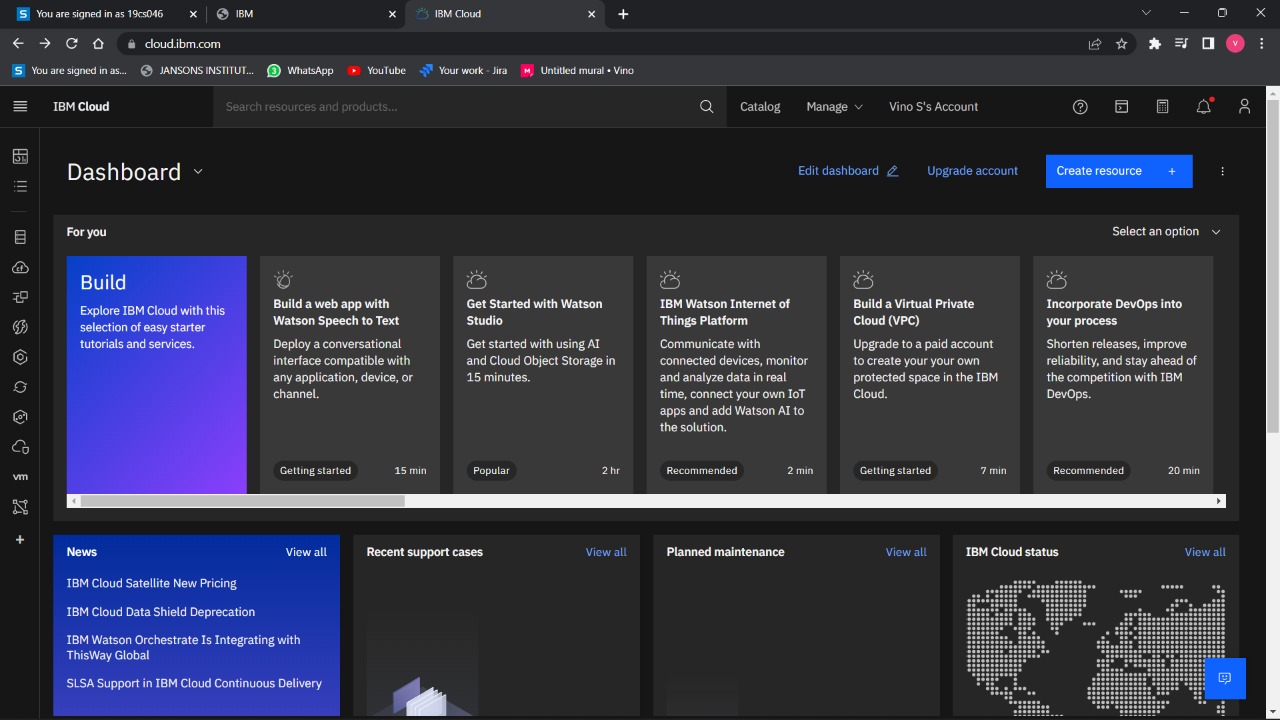 You are signed in as 19cs046
IBM
IBM Cloud
cloud.ibm.com
V
You are signed in as...
JANSONS INSTITUT...
3 WhatsApp
YouTube
Your work - Jira
Untitled mural • Vino
IBM Cloud
Search resources and products...
Catalog
Manage
Vino S's Account
Dashboard
Edit dashboard
Upgrade account
Create resource +
For you
Select an option
Build
Explore IBM Cloud with this
selection of easy starter
tutorials and services.
Build a web app with
Watson Speech to Text
Deploy a conversational
interface compatible with
any application, device, or
channel.
Getting started 15 min
Get Started with Watson
Studio
Get started with using AI
and Cloud Object Storage in
15 minutes.
Popular 2 hr
IBM Watson Internet of
Things Platform
Communicate with
connected devices, monitor
and analyze data in real
time, connect your own IoT
apps and add Watson AI to
the solution.
Recommended 2 min
Build a Virtual Private
Cloud (VPC)
Upgrade to a paid account
to create your your own
protected space in the IBM
Cloud.
Getting started 7 min
Incorporate DevOps into
your process
Shorten releases, improve
reliability, and stay ahead of
the competition with IBM
DevOps.
Recommended 20 min
vm
News View all
IBM Cloud Satellite New Pricing
IBM Cloud Data Shield Deprecation
IBM Watson Orchestrate Is Integrating with
ThisWay Global
SLSA Support in IBM Cloud Continuous Delivery
Recent support cases View all
Planned maintenance View all
IBM Cloud status View all